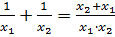 1/x₁ + 1/x₂ = (x₂+x₁)/(x₁·x₂)